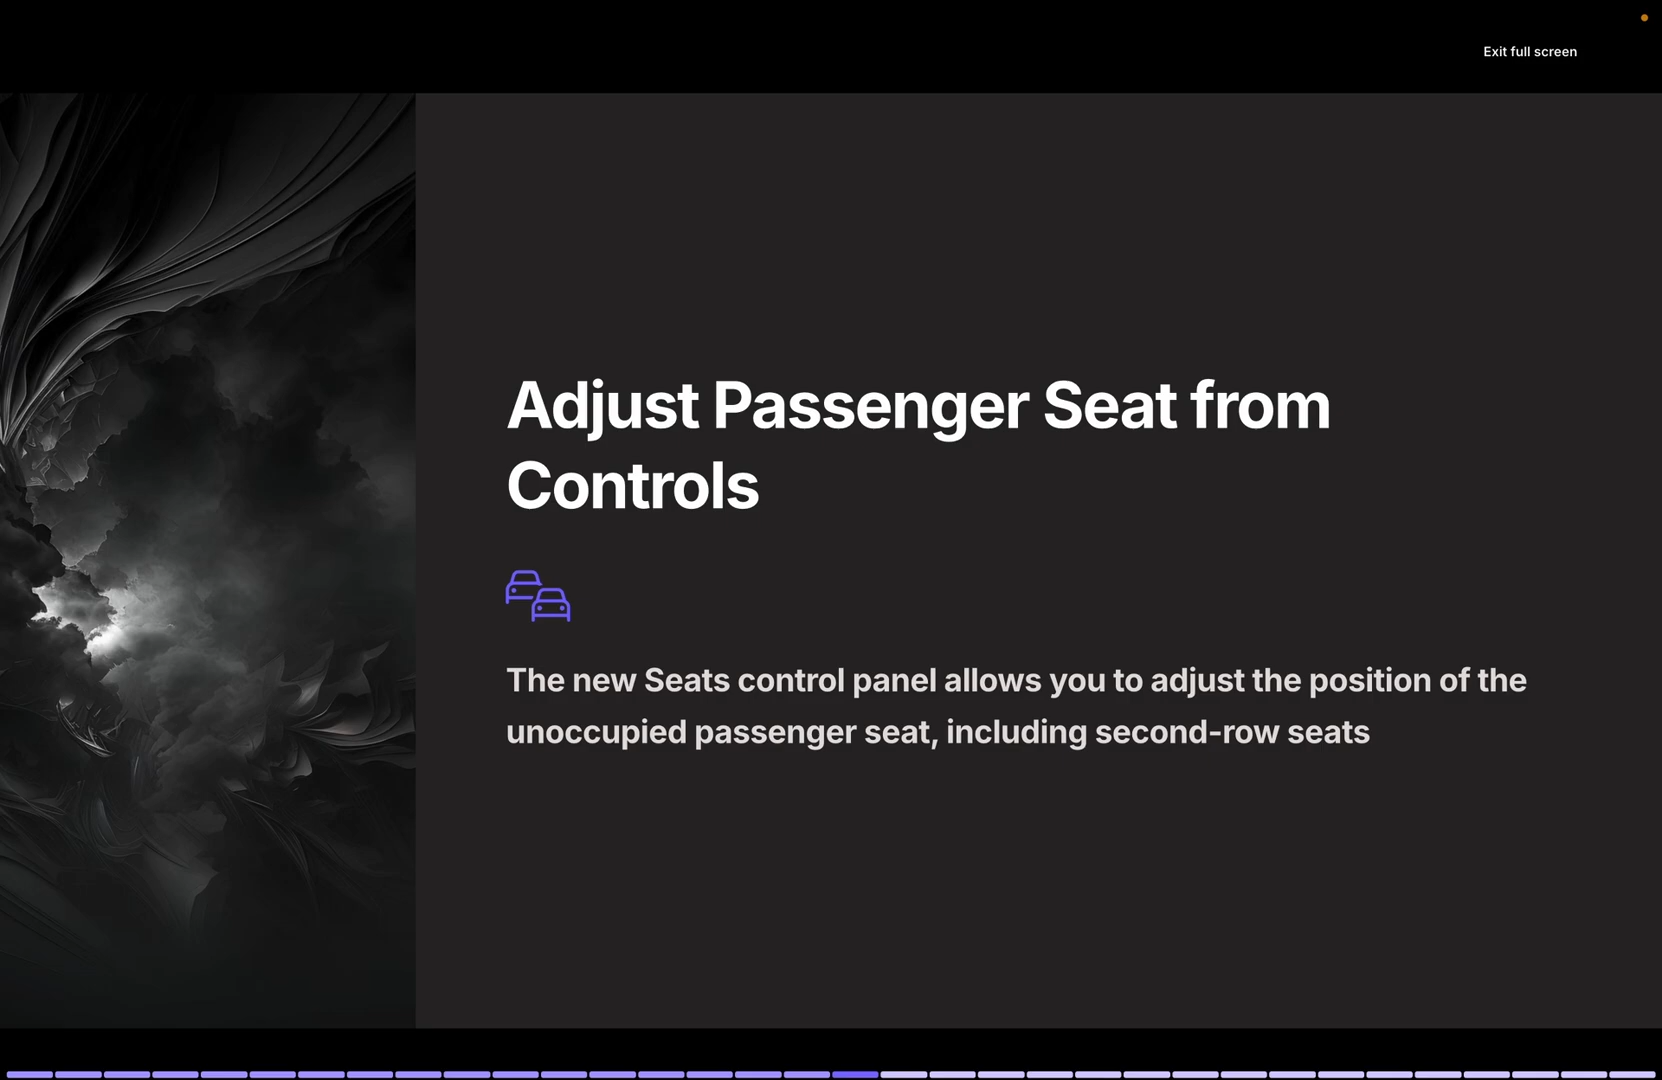 Exit full screen
Adjust Passenger Seat from
Controls
The new Seats control panel allows you to adjust the position of the
unoccupied passenger seat, including second-row seats